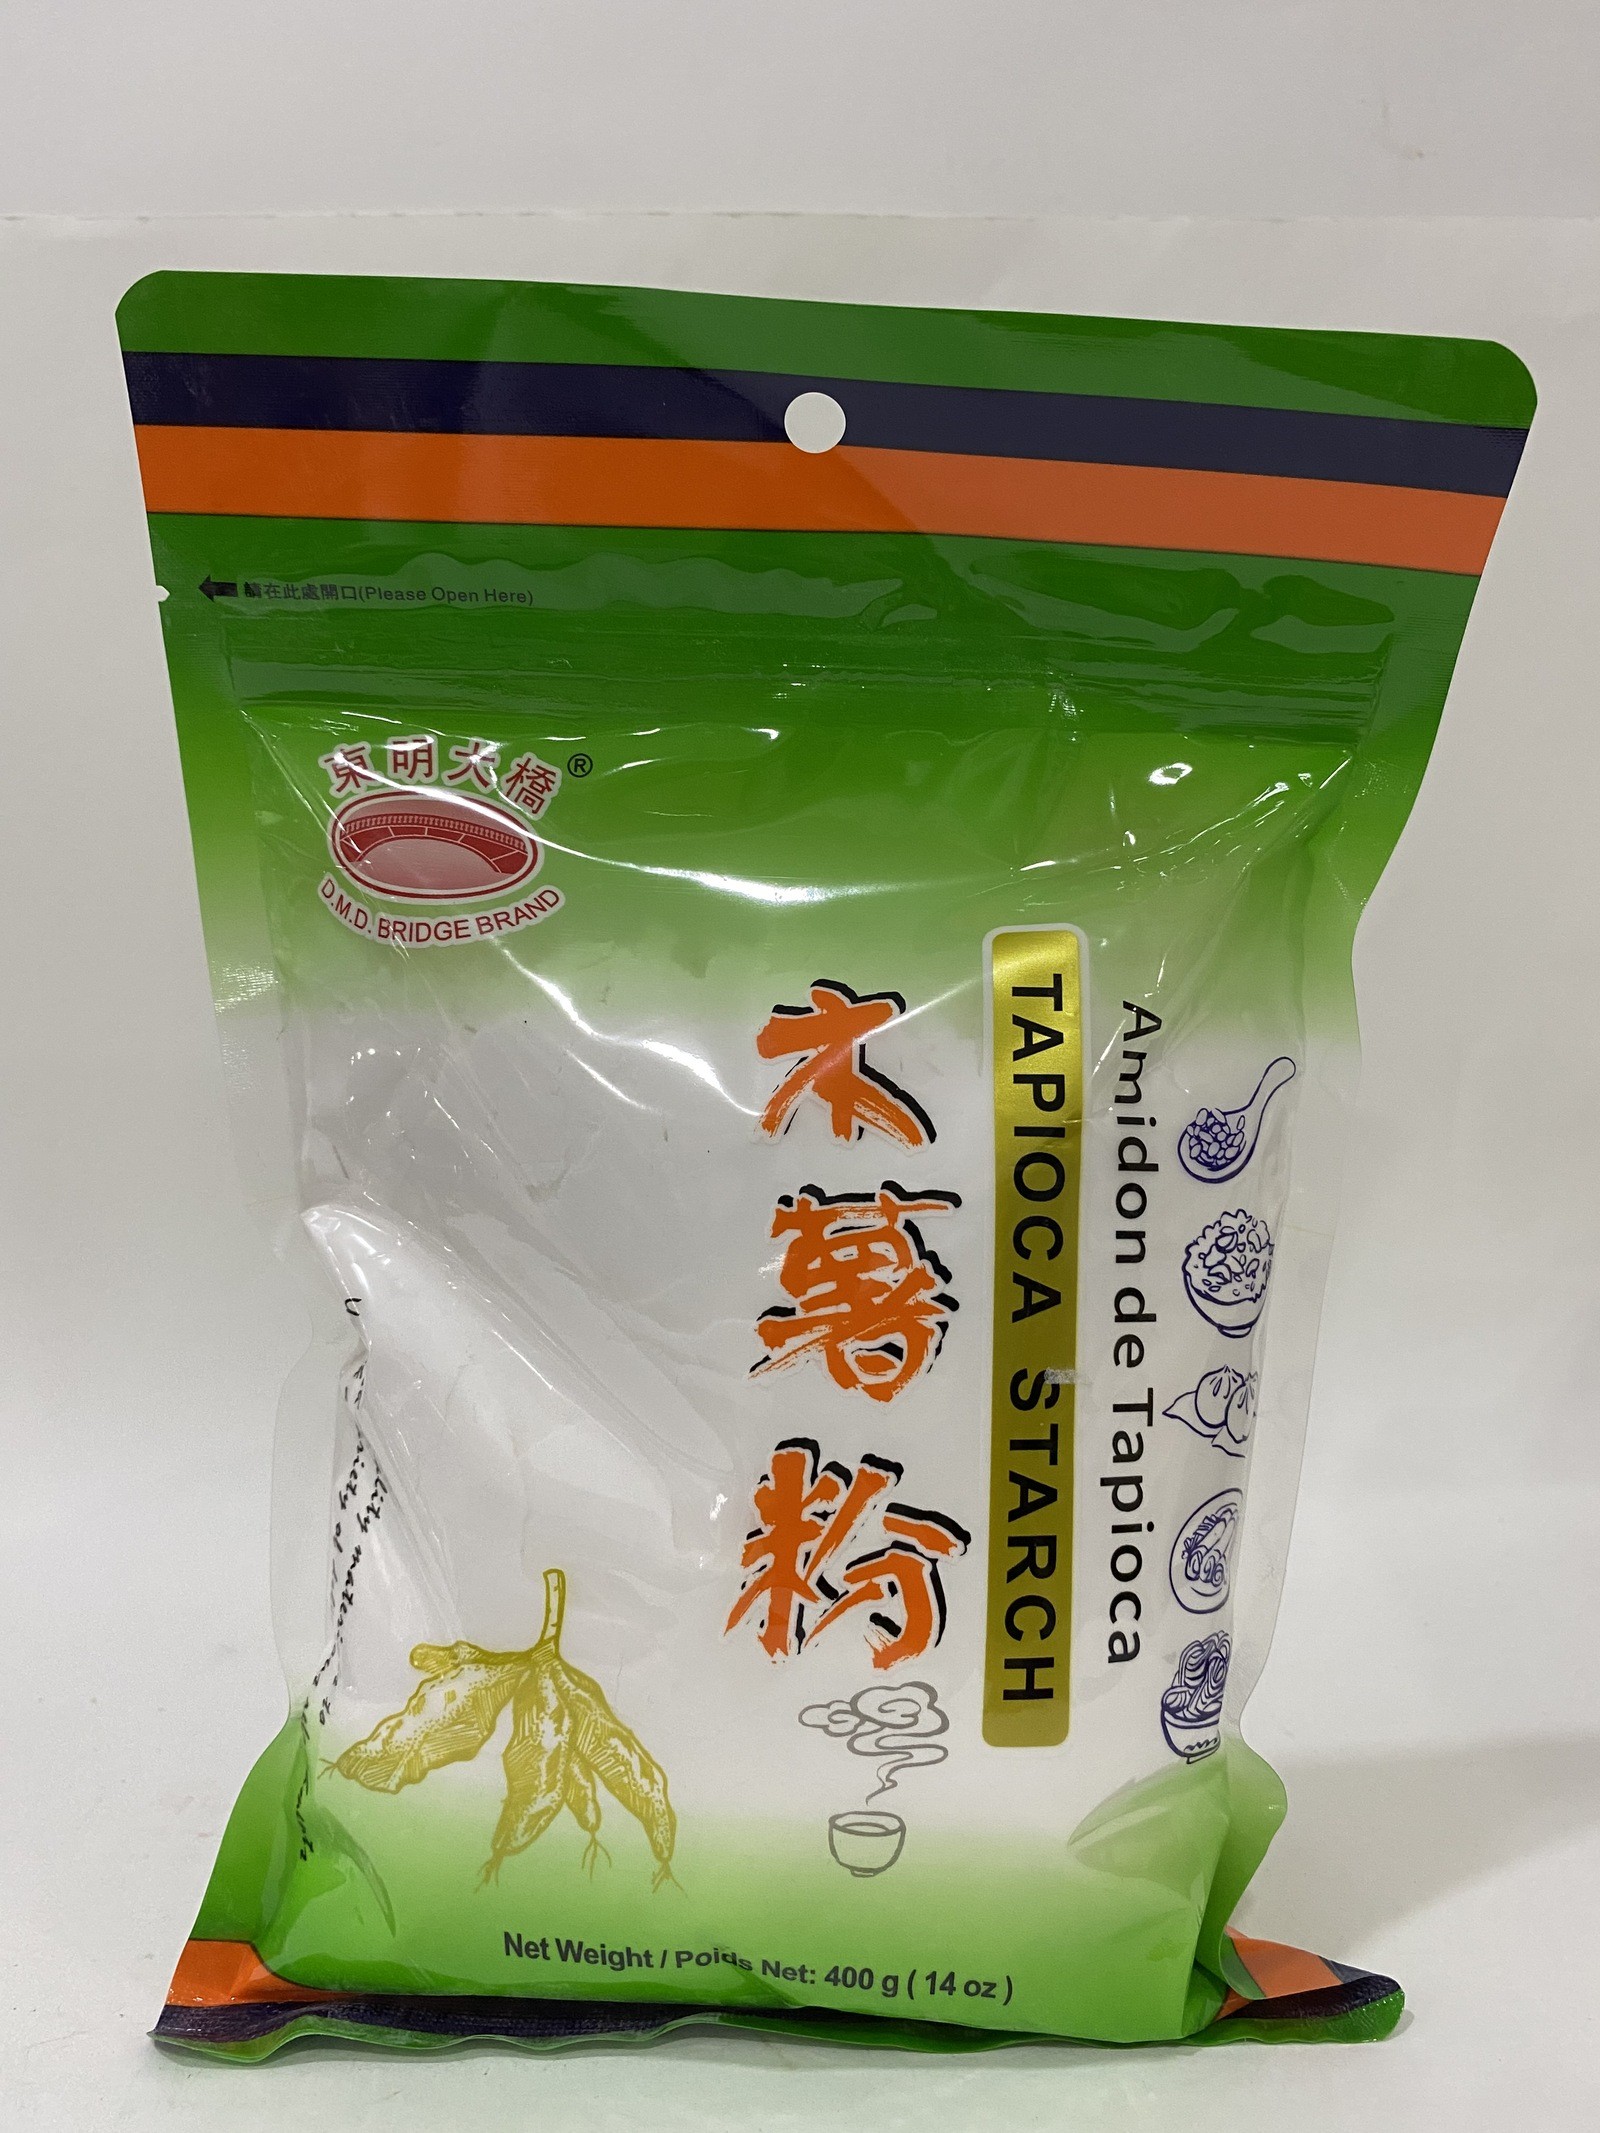 請在此處開口(Please Open Here)
東明大橋®
D.M.D. BRIDGE BRAND
木薯粉
TAPIOCA STARCH
Amidon de Tapioca
Net Weight / Poids Net: 400 g ( 14 oz )